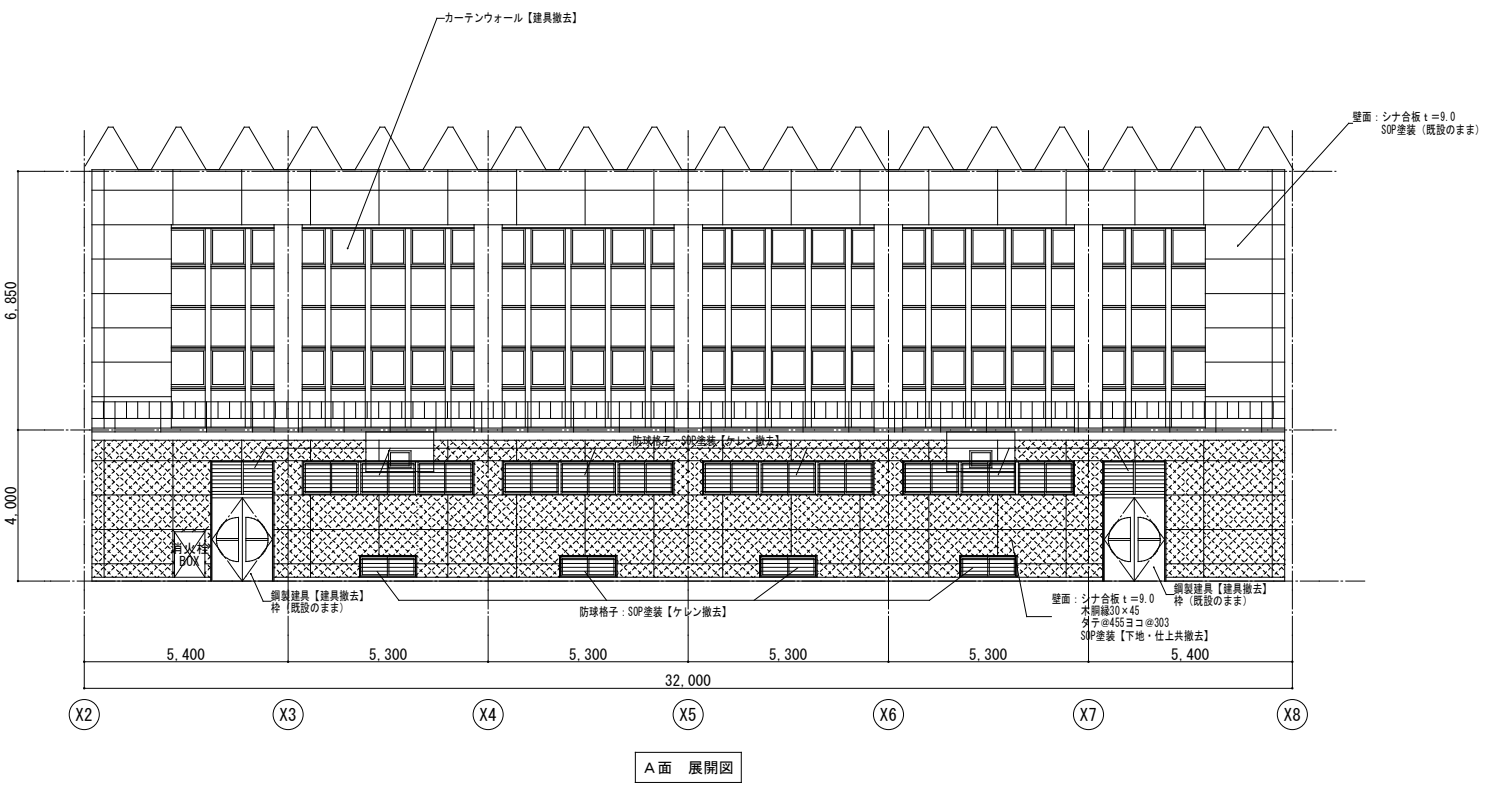 カーテンウォール【建具撤去】
壁面：シナ合板ｔ＝9.0
SOP塗装（既設のまま）
6,850
4,000
防球格子：SOP塗装【ケレン撤去】
消火栓
BOX
鋼製建具【建具撤去】
枠（既設のまま）
防球格子：SOP塗装【ケレン撤去】
壁面：シナ合板ｔ＝9.0
木胴縁30×45
タテ@455ヨコ@303
SOP塗装【下地・仕上共撤去】
鋼製建具【建具撤去】
枠（既設のまま）
5,400 5,300 5,300 5,300 5,300 5,400
32,000
X2 X3 X4 X5 X6 X7 X8
A面　展開図